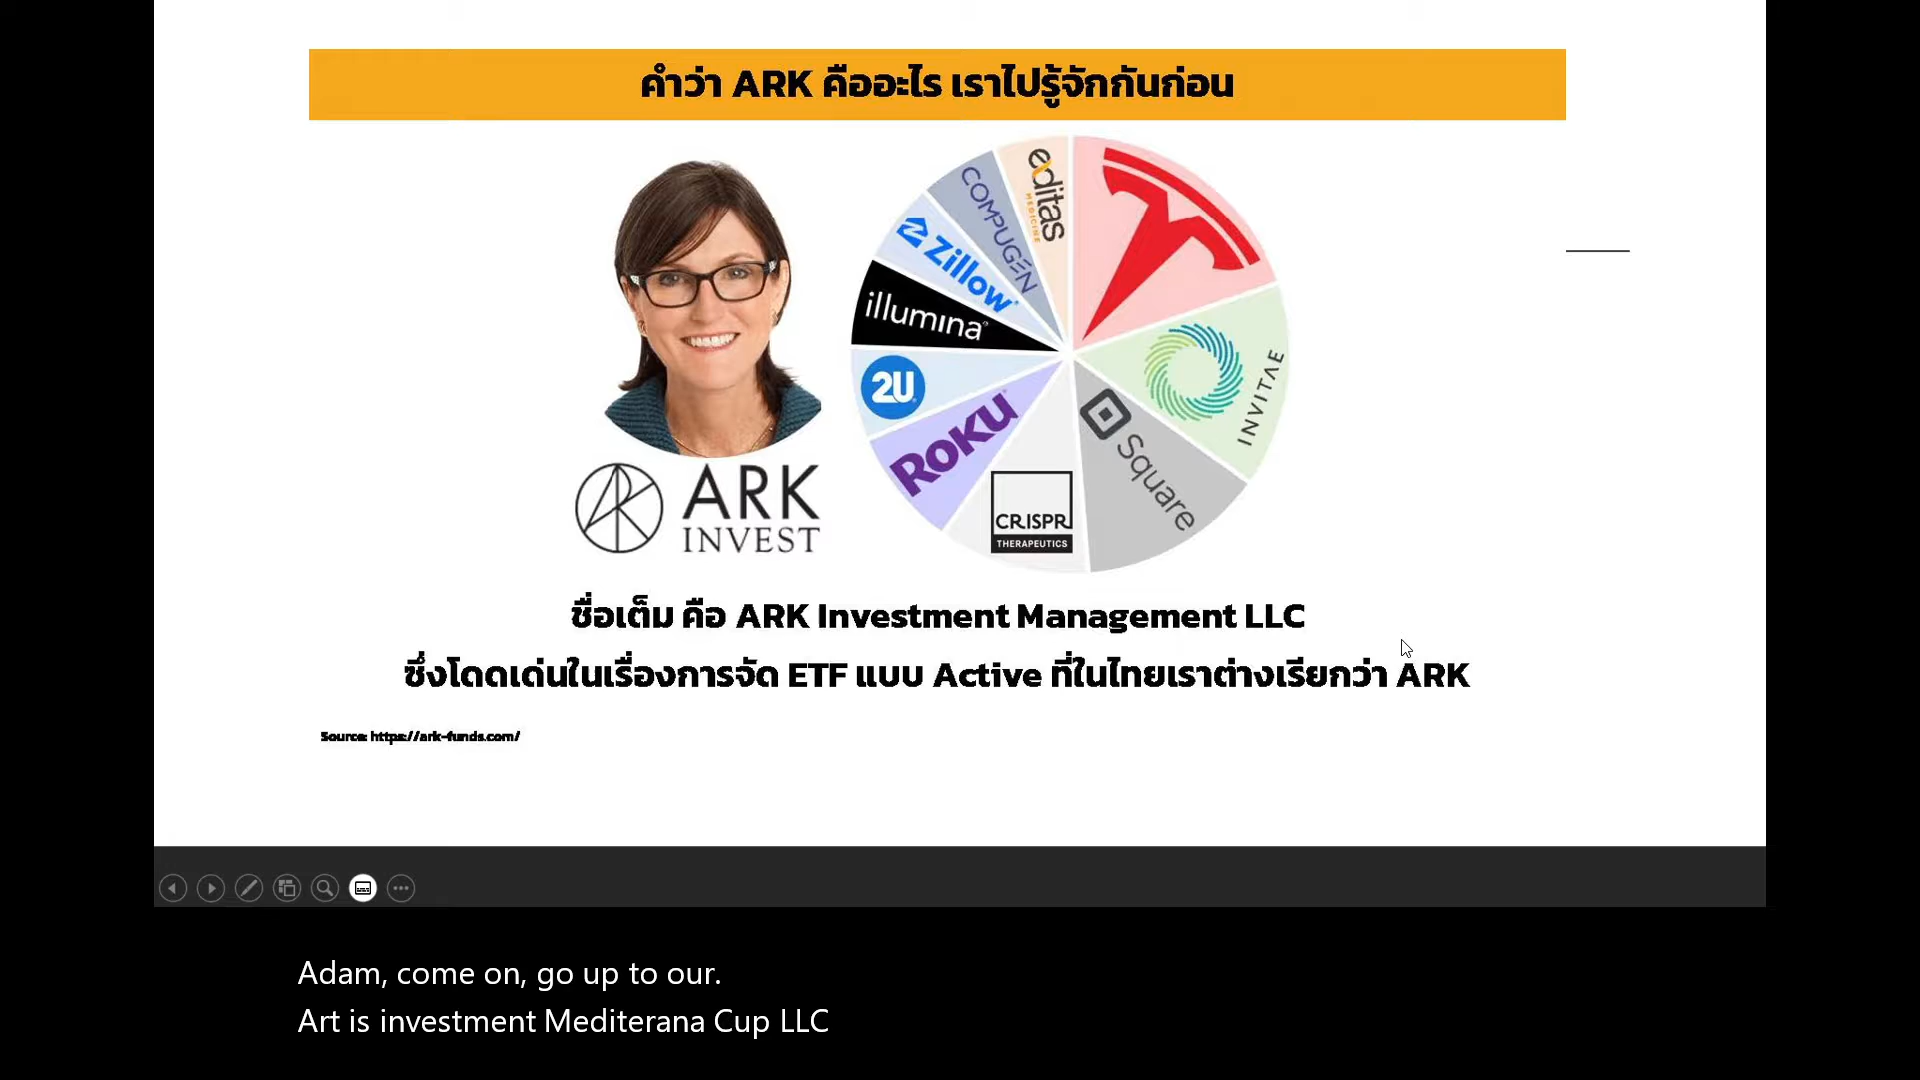 คำว่า ARK คืออะไร เราไปรู้จักกันก่อน
editas
MEDICINE
COMPUGEN
Zillow
illumina
2U
ROKU
CRISPR
THERAPEUTICS
Square
INVITAE
ARK
INVEST
ชื่อเต็ม คือ ARK Investment Management LLC
ซึ่งโดดเด่นในเรื่องการจัด ETF แบบ Active ที่ในไทยเราต่างเรียกว่า ARK
Source: https://ark-funds.com/
Adam, come on, go up to our.
Art is investment Mediterana Cup LLC